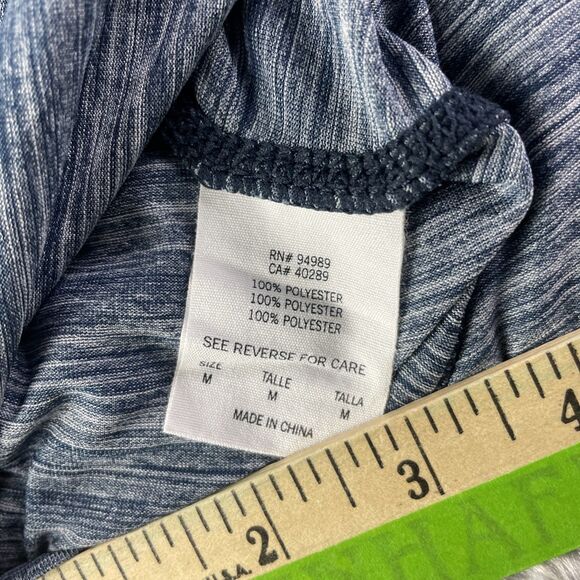 RN# 94989
CA# 40289
100% POLYESTER
100% POLYESTER
100% POLYESTER
SEE REVERSE FOR CARE
SIZE TALLE TALLA
M M M
MADE IN CHINA
2 3 4
U.S.A.
SHAF